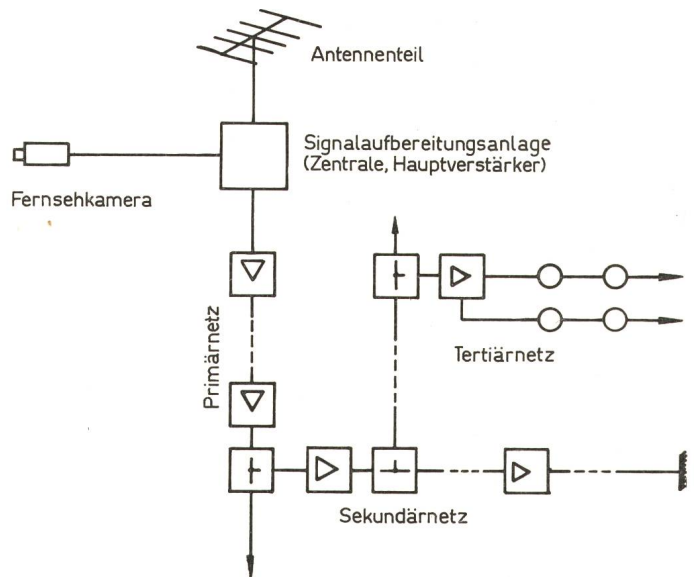 Antennenteil
Signalaufbereitungsanlage
(Zentrale, Hauptverstärker)
Fernsehkamera
Primärnetz
Tertiärnetz
Sekundärnetz